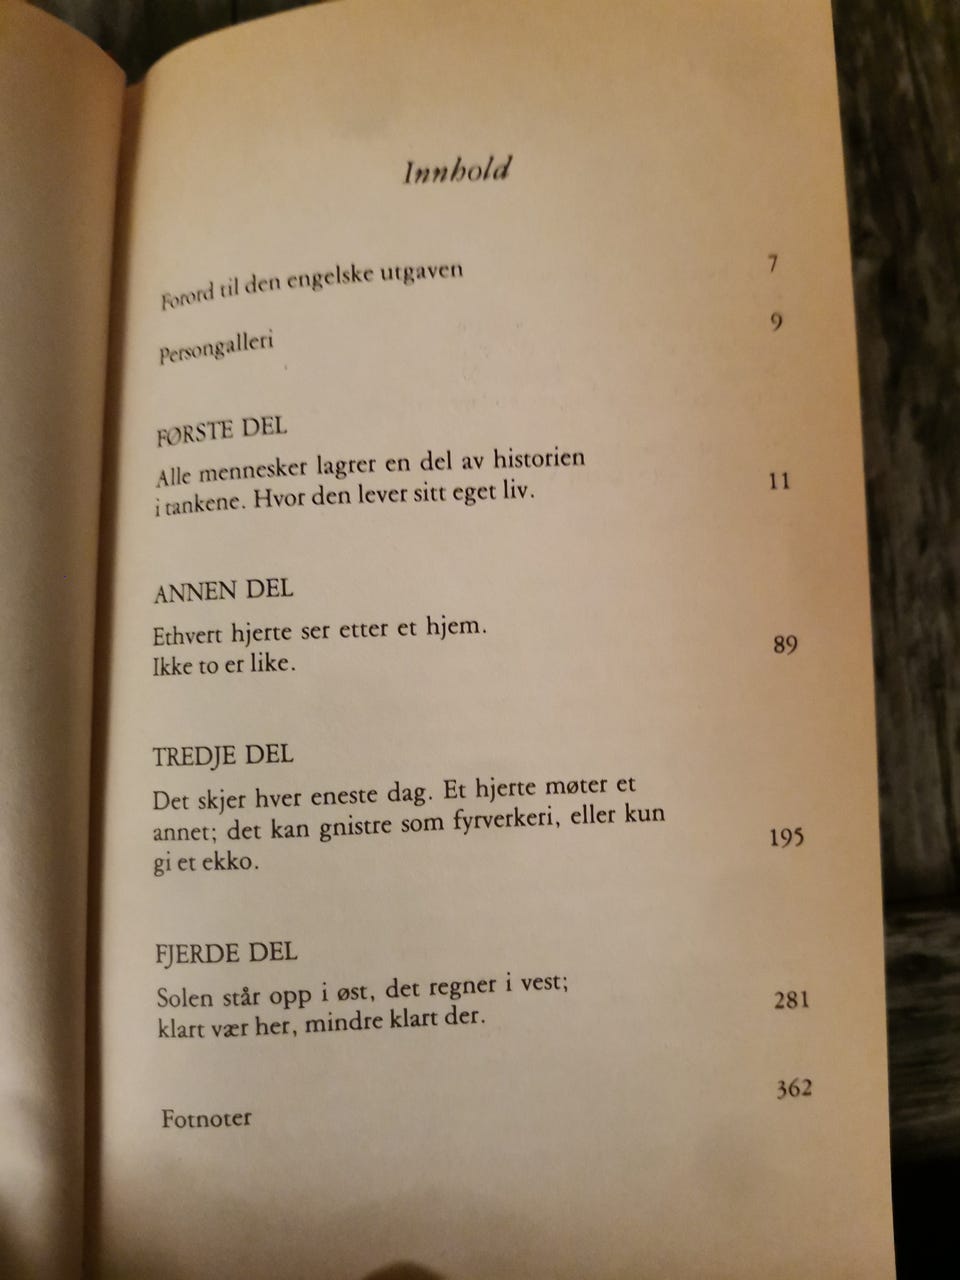 Innhold
Forord til den engelske utgaven 7
Persongalleri 9
FØRSTE DEL
Alle mennesker lagrer en del av historien
i tankene. Hvor den lever sitt eget liv. 11
ANNEN DEL
Ethvert hjerte ser etter et hjem.
Ikke to er like. 89
TREDJE DEL
Det skjer hver eneste dag. Et hjerte møter et
annet; det kan gnistre som fyrverkeri, eller kun
gi et ekko. 195
FJERDE DEL
Solen står opp i øst, det regner i vest;
klart vær her, mindre klart der. 281
Fotnoter 362